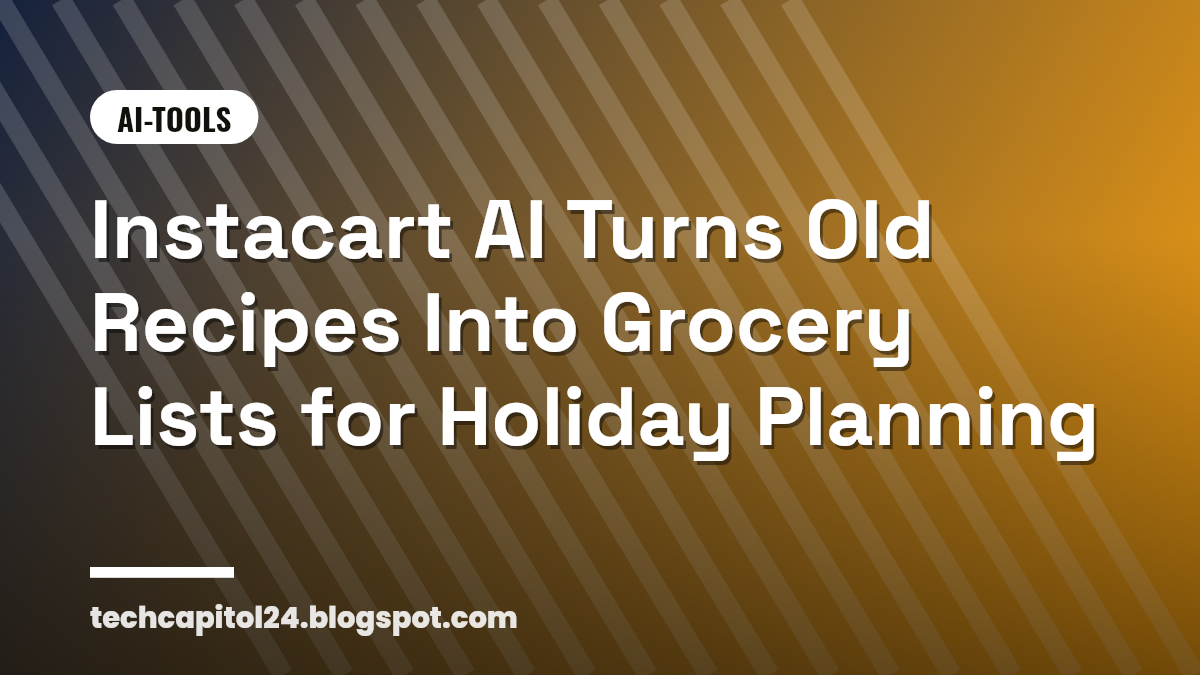 AI-TOOLS
Instacart AI Turns Old
Recipes Into Grocery
Lists for Holiday Planning
techcapitol24.blogspot.com